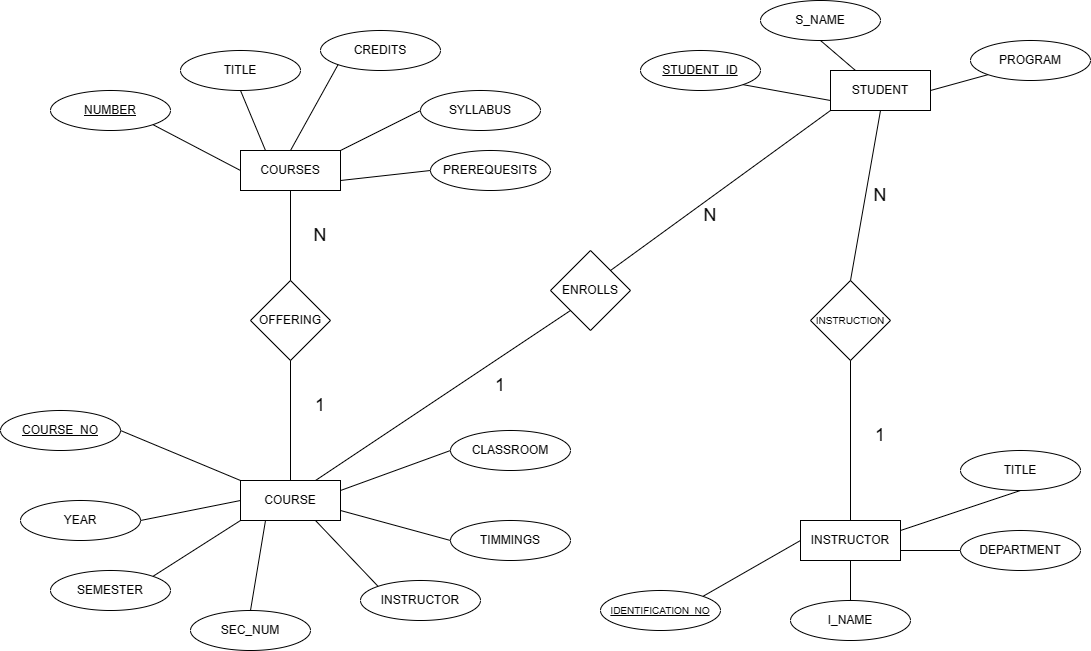 S_NAME
CREDITS
PROGRAM
TITLE
STUDENT_ID
STUDENT
NUMBER
SYLLABUS
COURSES
PREREQUESITS
N
N
N
ENROLLS
OFFERING
INSTRUCTION
1
1
1
COURSE_NO
CLASSROOM
TITLE
COURSE
YEAR
TIMMINGS
INSTRUCTOR
DEPARTMENT
SEMESTER
INSTRUCTOR
IDENTIFICATION_NO
I_NAME
SEC_NUM